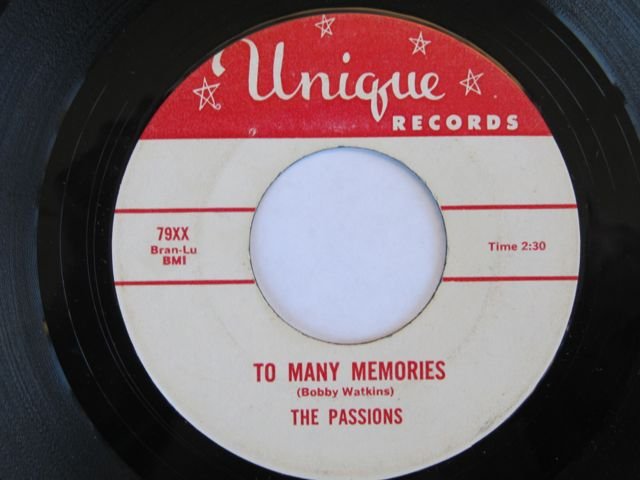 Unique
RECORDS
79XX
Bran-Lu
BMI
Time 2:30
TO MANY MEMORIES
(Bobby Watkins)
THE PASSIONS